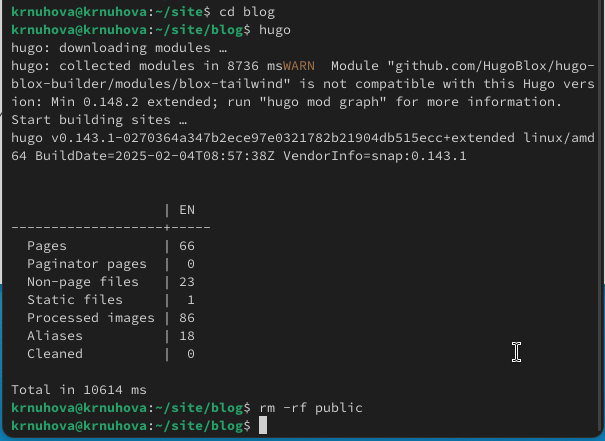 krnuhova@krnuhova:~/site$ cd blog
krnuhova@krnuhova:~/site/blog$ hugo
hugo: downloading modules …
hugo: collected modules in 8736 msWARN  Module "github.com/HugoBlox/hugo-
blox-builder/modules/blox-tailwind" is not compatible with this Hugo vers
ion: Min 0.148.2 extended; run "hugo mod graph" for more information.
Start building sites …
hugo v0.143.1-0270364a347b2ece97e0321782b21904db515ecc+extended linux/amd
64 BuildDate=2025-02-04T08:57:38Z VendorInfo=snap:0.143.1
                   | EN
-------------------+-----
  Pages            | 66
  Paginator pages  |  0
  Non-page files   | 23
  Static files     |  1
  Processed images | 86
  Aliases          | 18
  Cleaned          |  0
Total in 10614 ms
krnuhova@krnuhova:~/site/blog$ rm -rf public
krnuhova@krnuhova:~/site/blog$